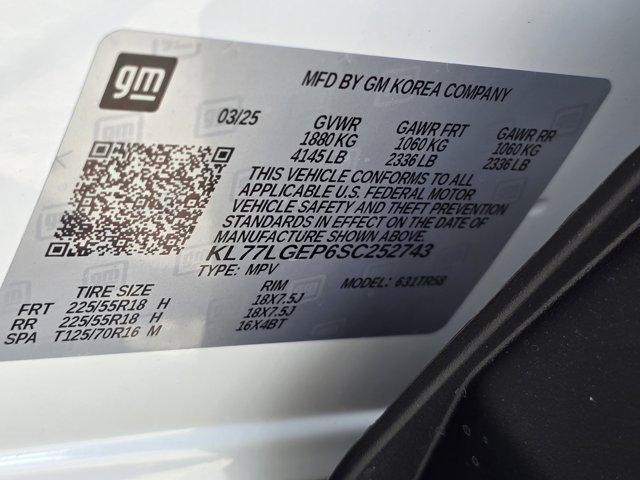 gm
MFD BY GM KOREA COMPANY
03/25 GVWR GAWR FRT GAWR RR
1880 KG 1060 KG 1060 KG
4145 LB 2336 LB 2336 LB
THIS VEHICLE CONFORMS TO ALL
APPLICABLE U.S. FEDERAL MOTOR
VEHICLE SAFETY AND THEFT PREVENTION
STANDARDS IN EFFECT ON THE DATE OF
MANUFACTURE SHOWN ABOVE
KL77LGEP6SC252743
TYPE: MPV MODEL: 631TR58
TIRE SIZE RIM
FRT 225/55R18 H 18X7.5J
RR 225/55R18 H 18X7.5J
SPA T125/70R16 M 16X4BT